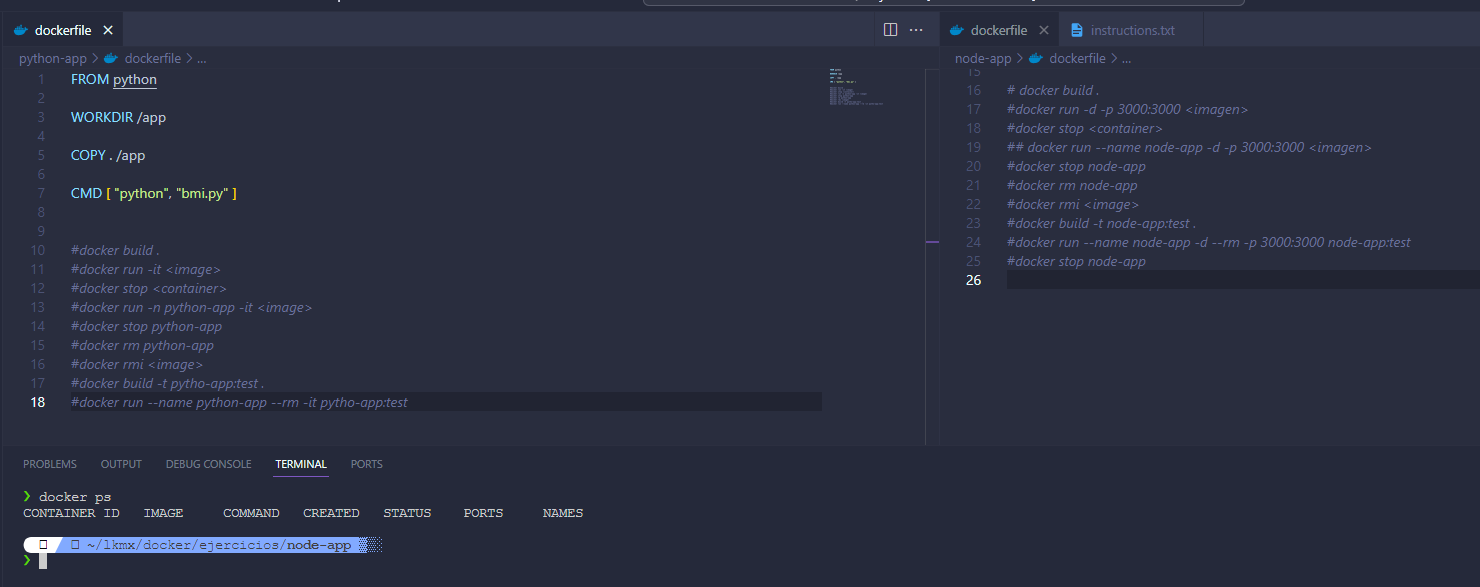 dockerfile
python-app > dockerfile > ...
1 FROM python
2
3 WORKDIR /app
4
5 COPY . /app
6
7 CMD [ "python", "bmi.py" ]
8
9
10 #docker build .
11 #docker run -it <image>
12 #docker stop <container>
13 #docker run -n python-app -it <image>
14 #docker stop python-app
15 #docker rm python-app
16 #docker rmi <image>
17 #docker build -t pytho-app:test .
18 #docker run --name python-app --rm -it pytho-app:test
dockerfile instructions.txt
node-app > dockerfile > ...
15
16 # docker build .
17 #docker run -d -p 3000:3000 <imagen>
18 #docker stop <container>
19 ## docker run --name node-app -d -p 3000:3000 <imagen>
20 #docker stop node-app
21 #docker rm node-app
22 #docker rmi <image>
23 #docker build -t node-app:test .
24 #docker run --name node-app -d --rm -p 3000:3000 node-app:test
25 #docker stop node-app
26
PROBLEMS OUTPUT DEBUG CONSOLE TERMINAL PORTS
❯ docker ps
CONTAINER ID IMAGE COMMAND CREATED STATUS PORTS NAMES
~/lkmx/docker/ejercicios/node-app
❯